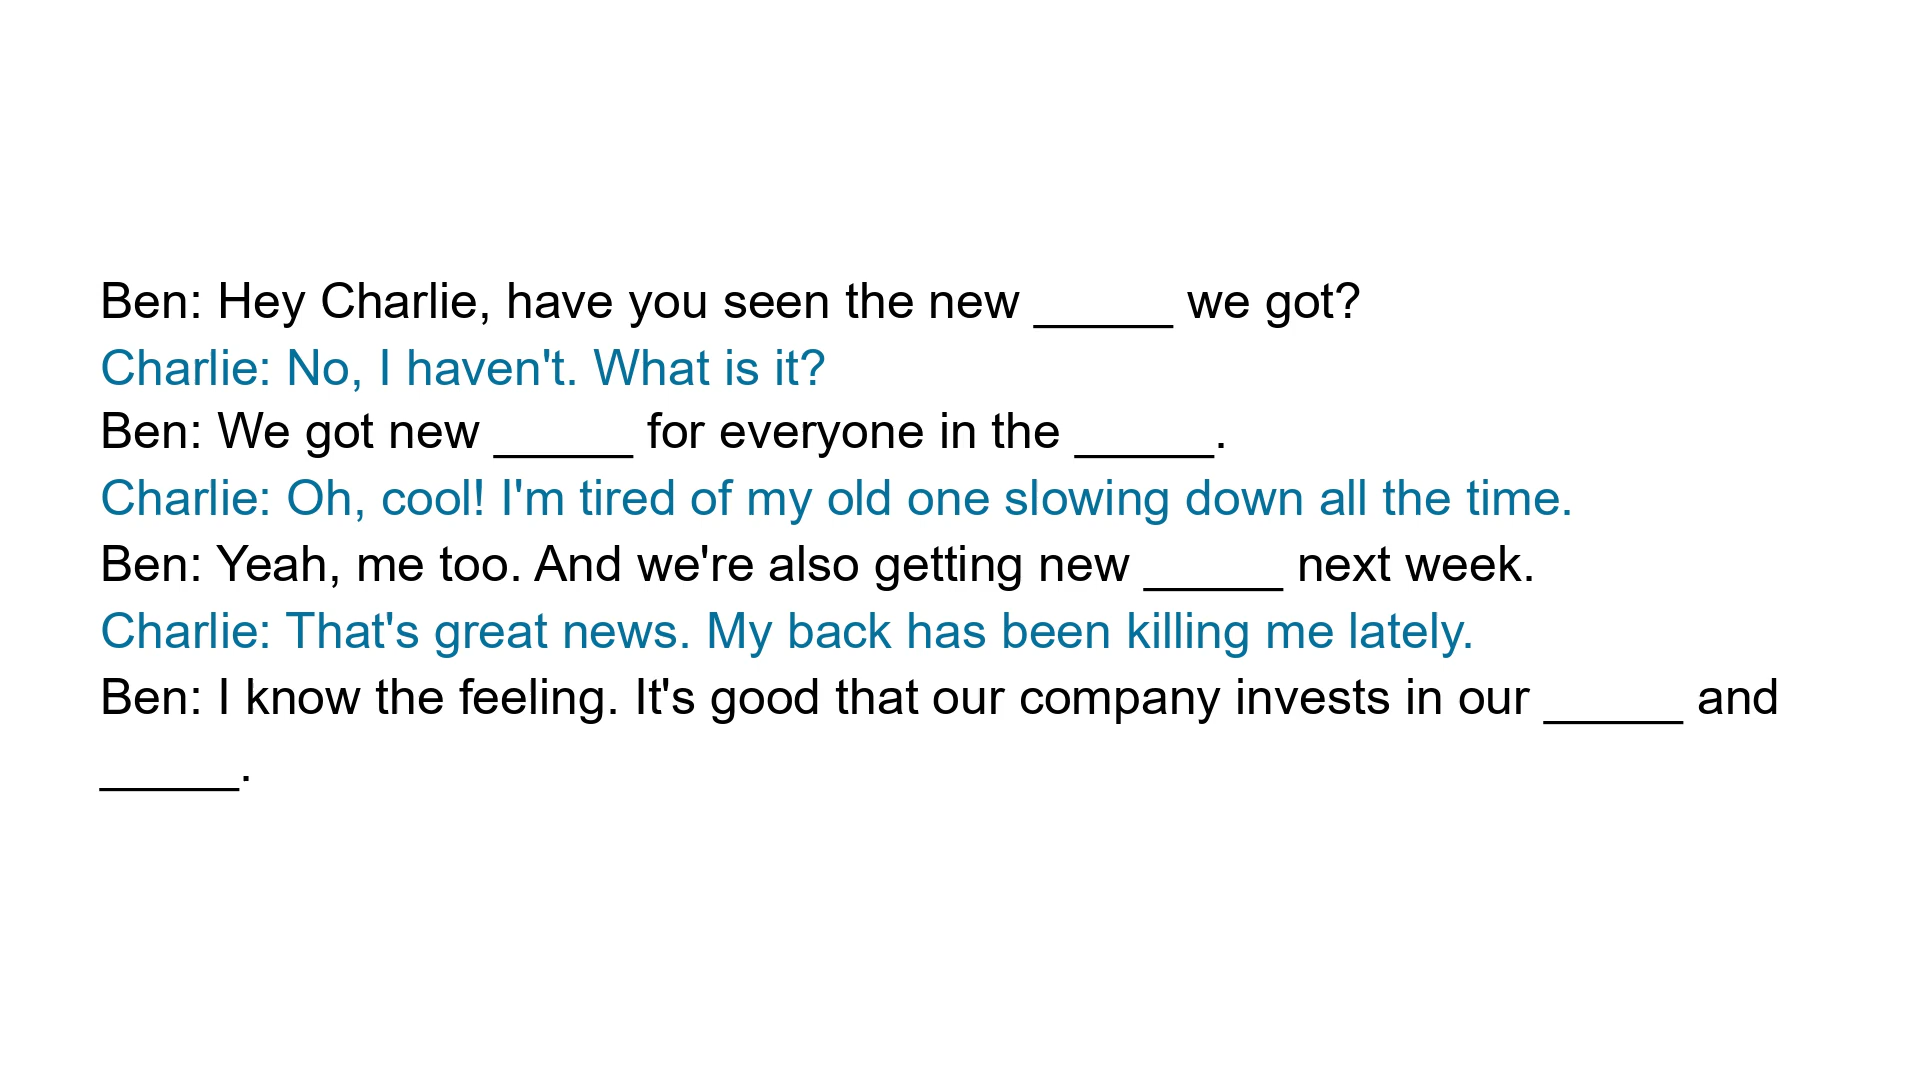 Ben: Hey Charlie, have you seen the new _____ we got?
Charlie: No, I haven't. What is it?
Ben: We got new _____ for everyone in the _____.
Charlie: Oh, cool! I'm tired of my old one slowing down all the time.
Ben: Yeah, me too. And we're also getting new _____ next week.
Charlie: That's great news. My back has been killing me lately.
Ben: I know the feeling. It's good that our company invests in our _____ and
_____.